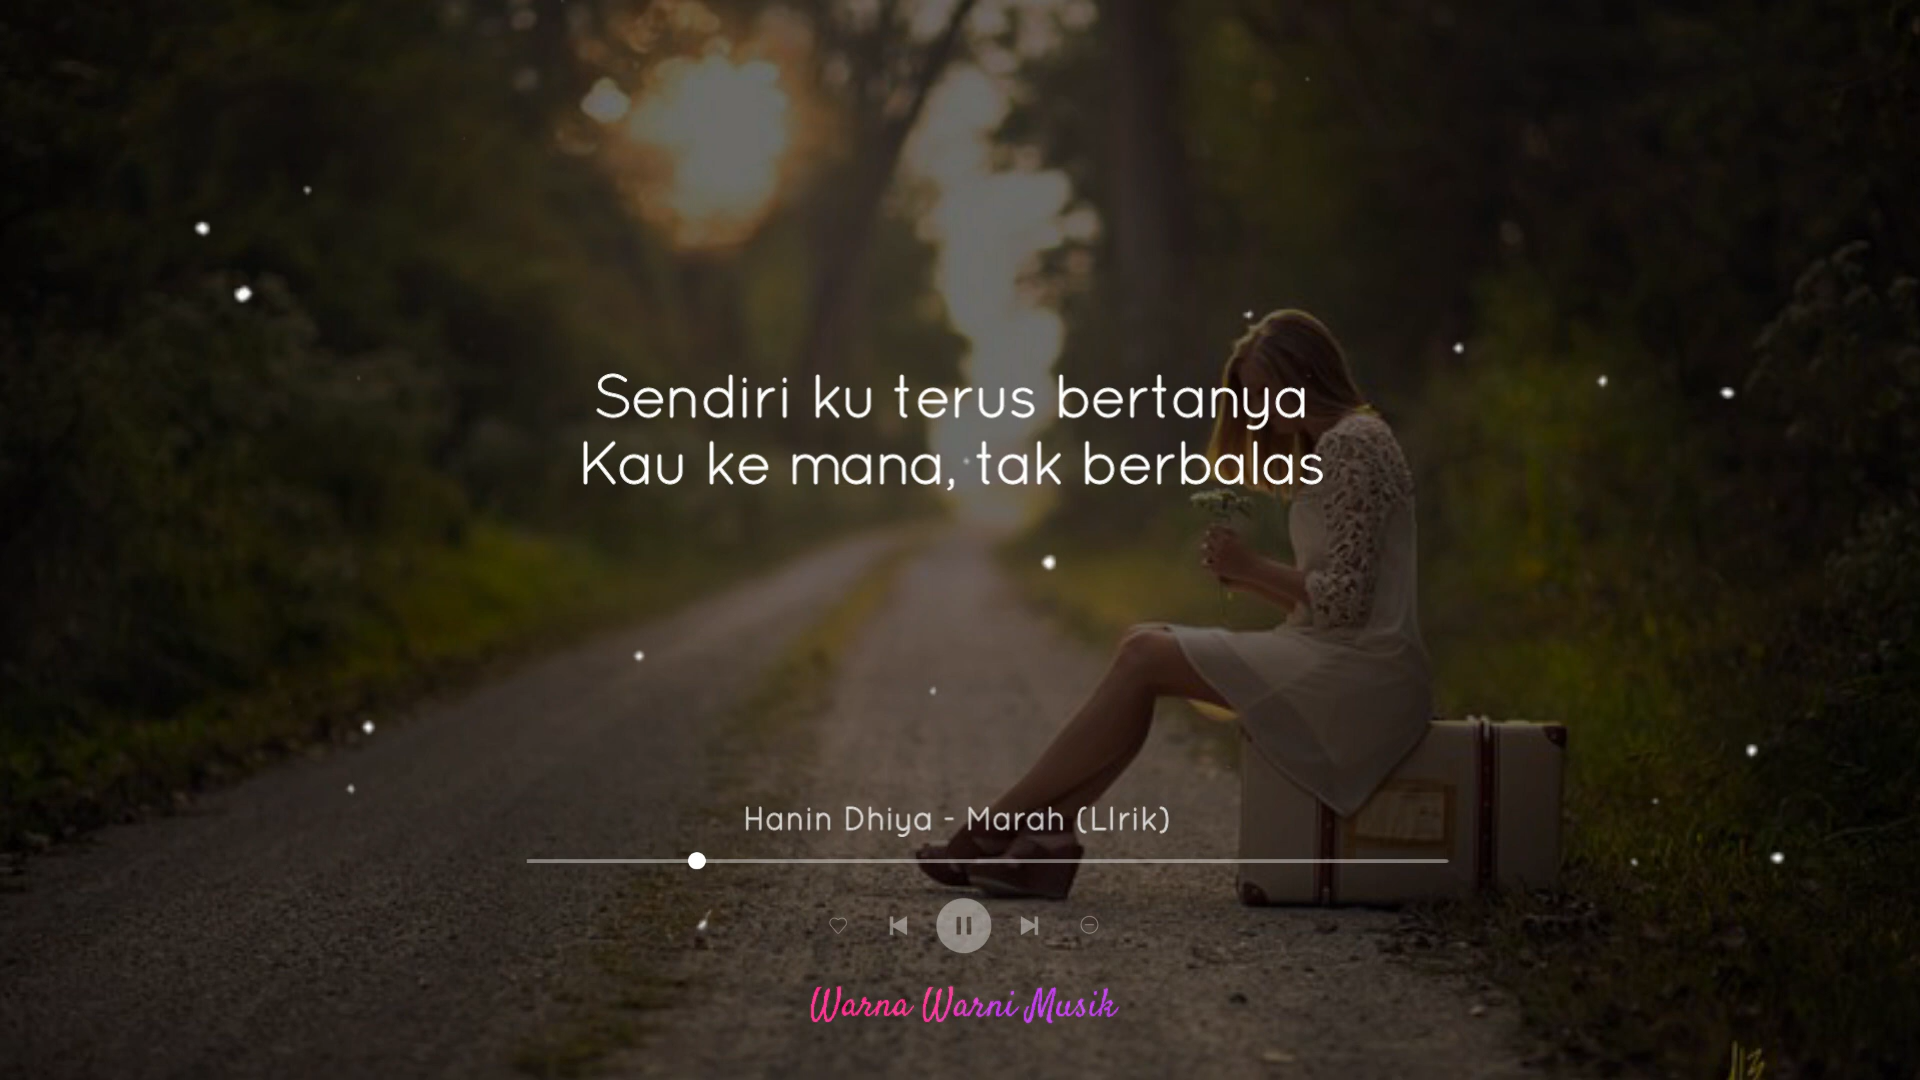 Sendiri ku terus bertanya
Kau ke mana, tak berbalas
Hanin Dhiya - Marah (LIrik)
Warna Warni Musik